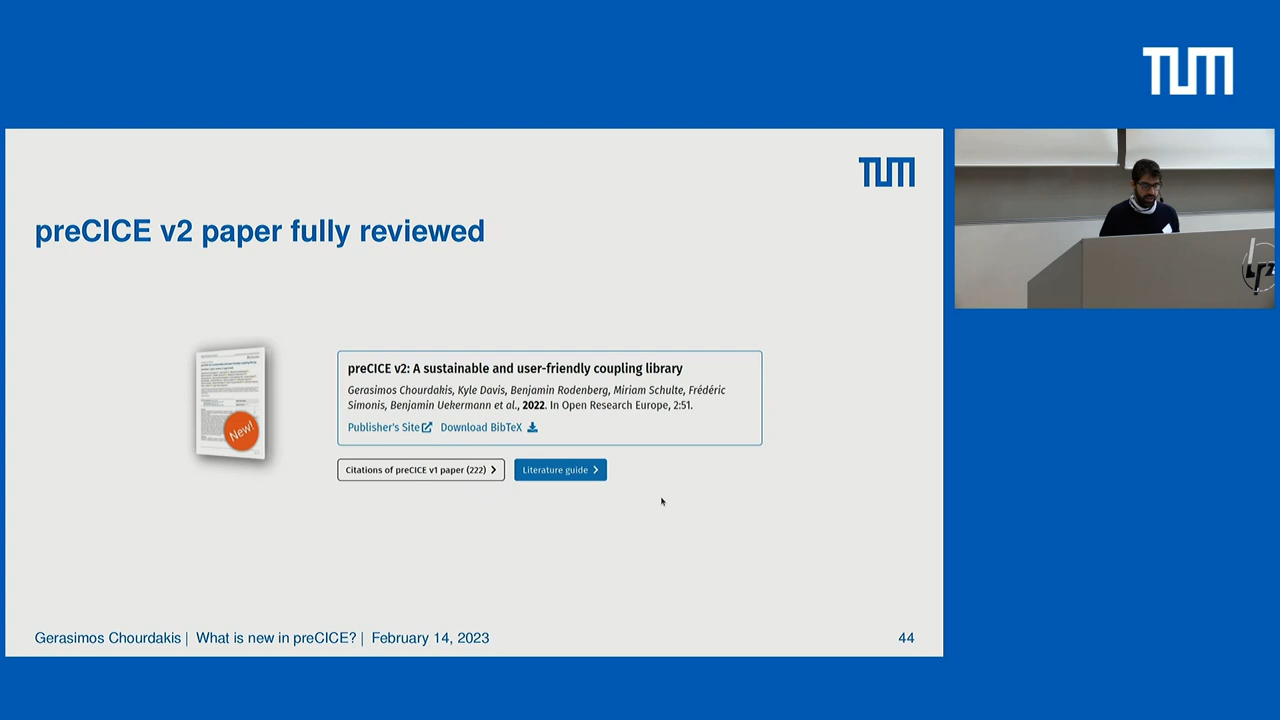 TUM
TUM
preCICE v2 paper fully reviewed
New!
preCICE v2: A sustainable and user-friendly coupling library
Gerasimos Chourdakis, Kyle Davis, Benjamin Rodenberg, Miriam Schulte, Frédéric
Simonis, Benjamin Uekermann et al., 2022. In Open Research Europe, 2:51.
Publisher's Site Download BibTeX
Citations of preCICE v1 paper (222) Literature guide
Gerasimos Chourdakis | What is new in preCICE? | February 14, 2023
44
lrz